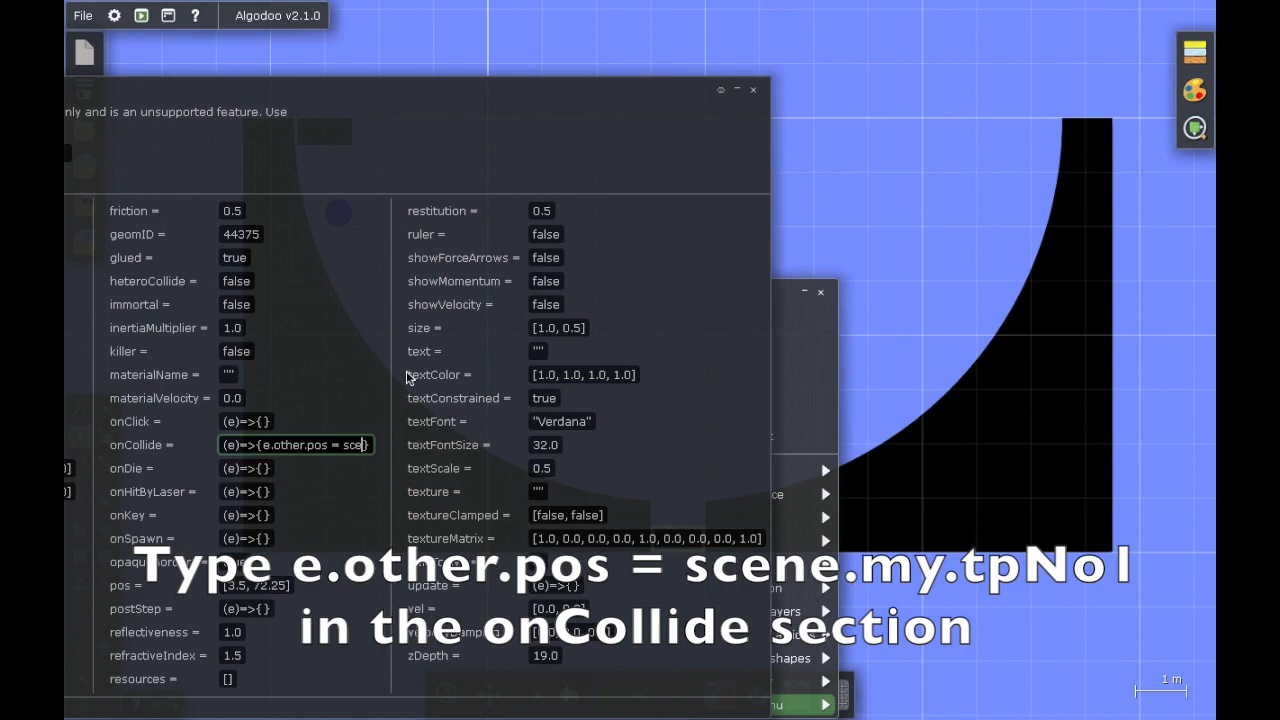 File
?
Algodoo v2.1.0
nly and is an unsupported feature. Use
friction = 0.5
geomID = 44375
glued = true
heteroCollide = false
immortal = false
inertiaMultiplier = 1.0
killer = false
materialName = ""
materialVelocity = 0.0
onClick = (e)=>{}
onCollide = (e)=>{e.other.pos = sce}
onDie = (e)=>{}
onHitByLaser = (e)=>{}
onKey = (e)=>{}
onSpawn = (e)=>{}
pos = [3.5, 72.25]
postStep = (e)=>{}
reflectiveness = 1.0
refractiveIndex = 1.5
resources = []
restitution = 0.5
ruler = false
showForceArrows = false
showMomentum = false
showVelocity = false
size = [1.0, 0.5]
text = ""
textColor = [1.0, 1.0, 1.0, 1.0]
textConstrained = true
textFont = "Verdana"
textFontSize = 32.0
textScale = 0.5
texture = ""
textureClamped = [false, false]
textureMatrix = [1.0, 0.0, 0.0, 0.0, 1.0, 0.0, 0.0, 0.0, 1.0]
update = (e)=>{}
vel =
zDepth = 19.0
Type e.other.pos = scene.my.tpNo1
in the onCollide section
1 m